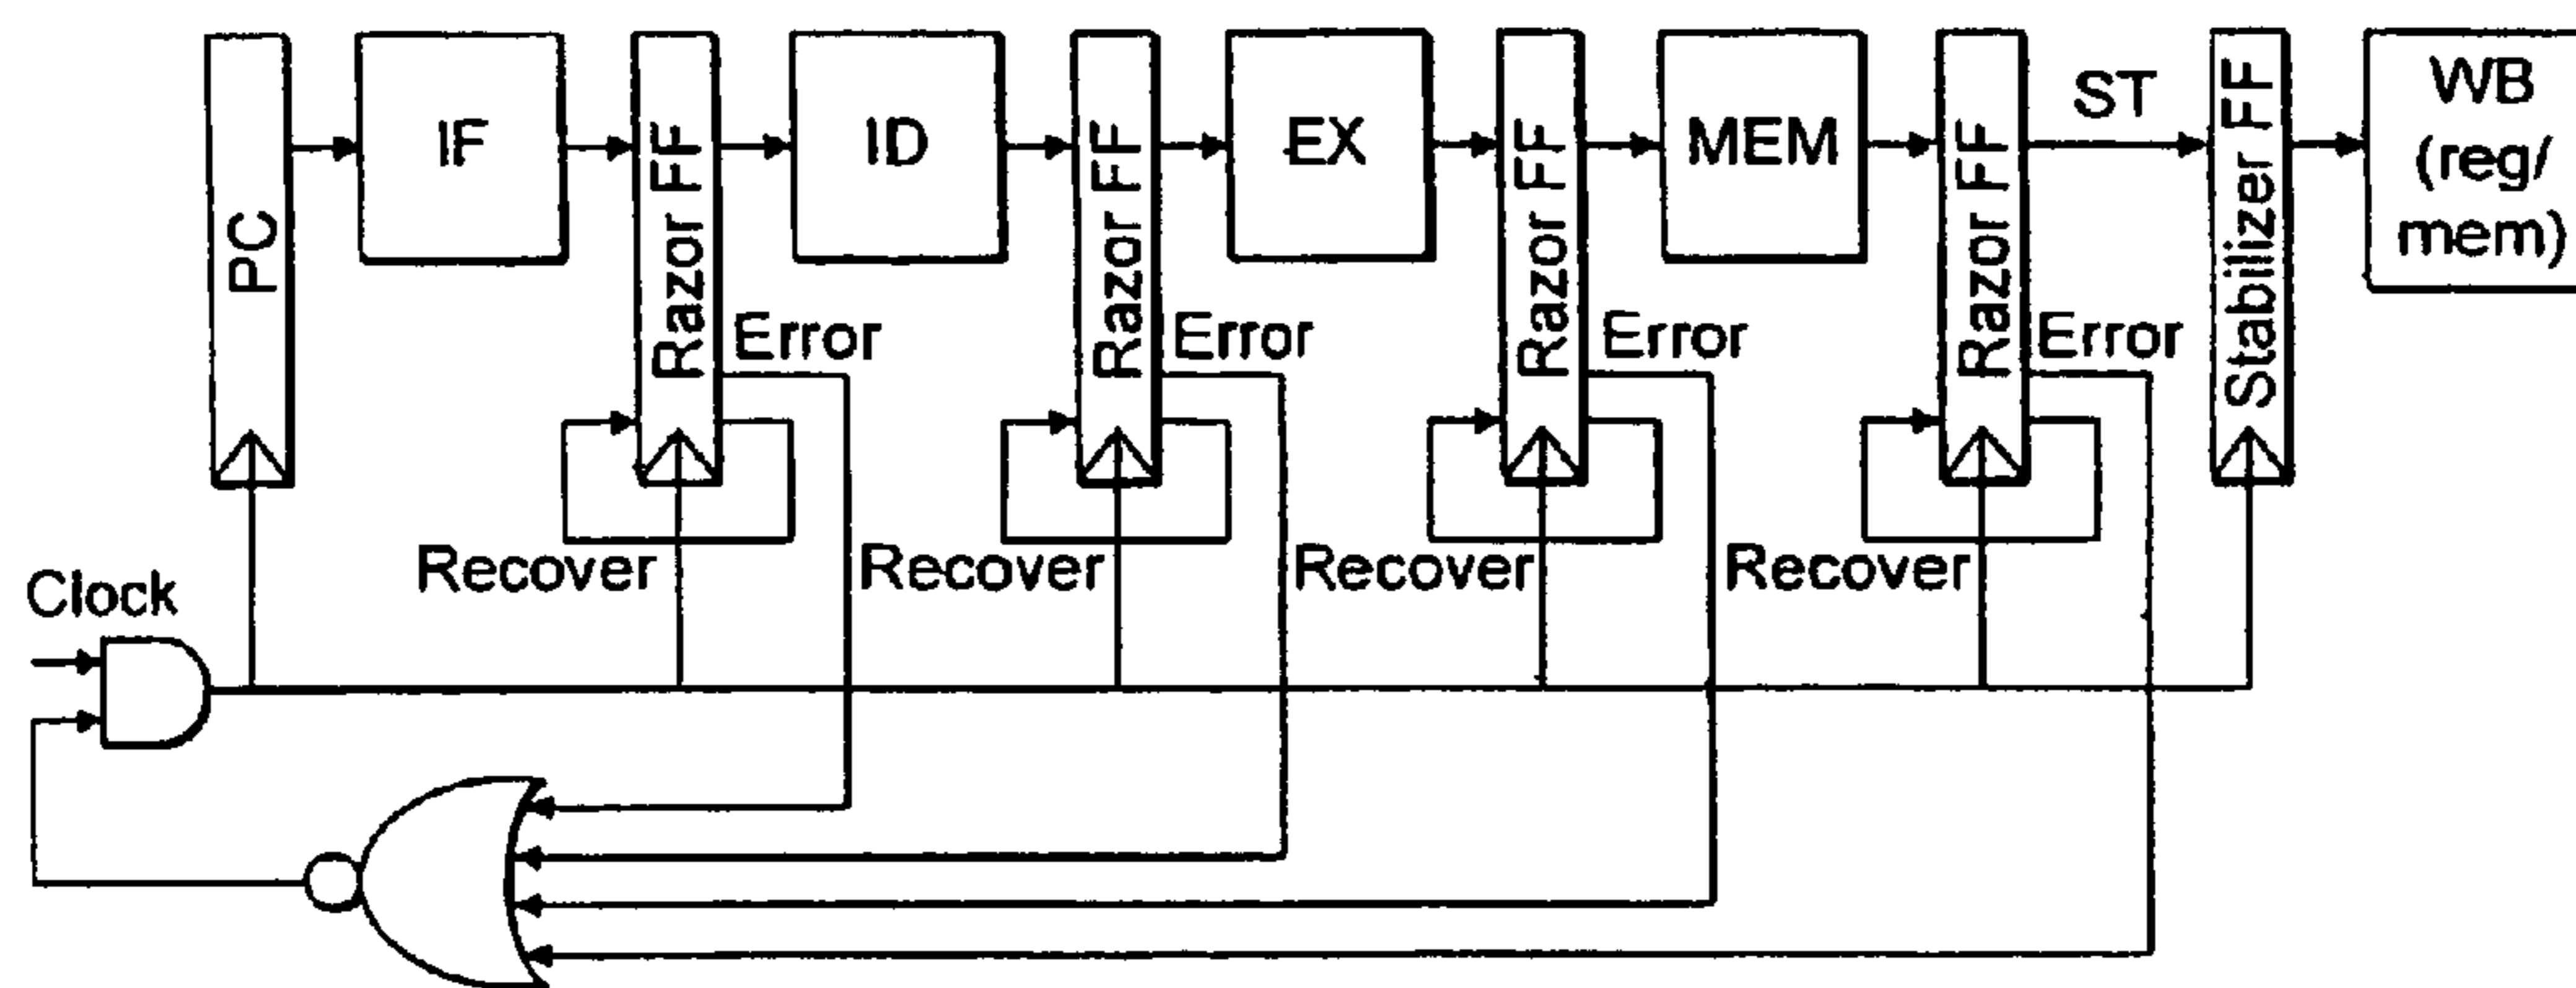 PC
IF
Razor FF
ID
Razor FF
EX
Razor FF
MEM
Razor FF
ST
Stabilizer FF
WB
(reg/
mem)
Error
Error
Error
Error
Recover
Recover
Recover
Recover
Clock